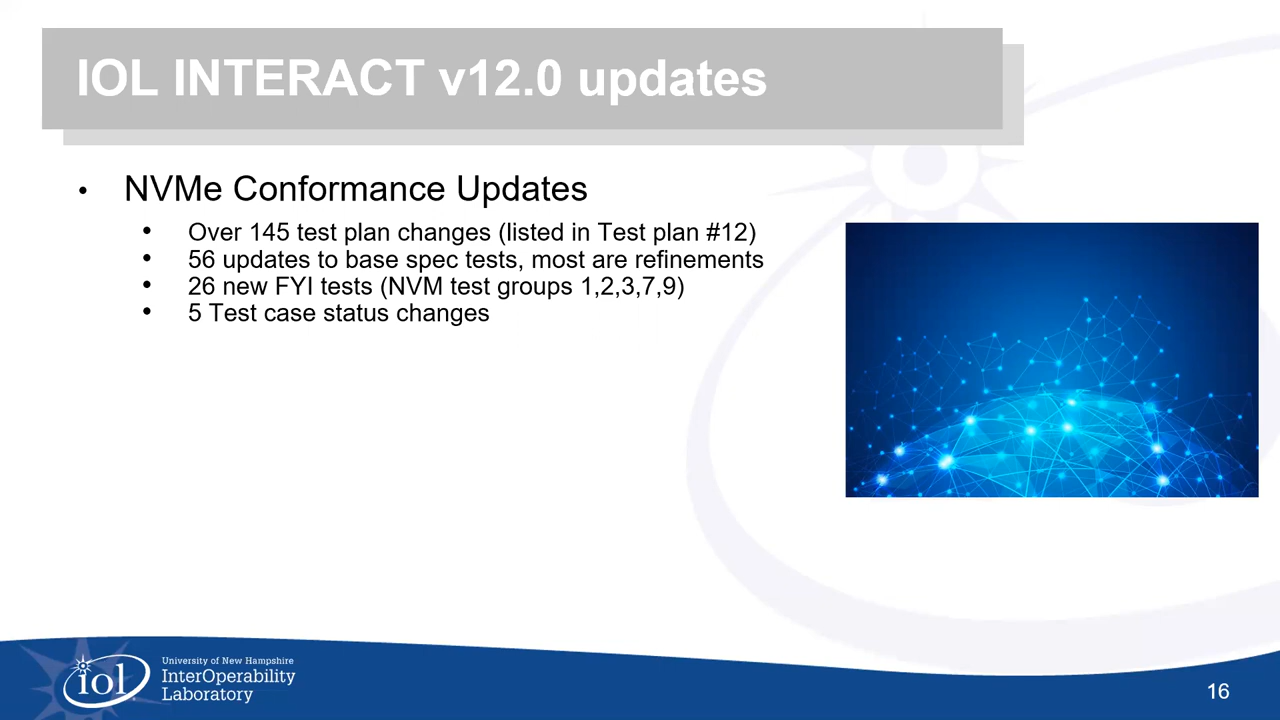 IOL INTERACT v12.0 updates
• NVMe Conformance Updates
• Over 145 test plan changes (listed in Test plan #12)
• 56 updates to base spec tests, most are refinements
• 26 new FYI tests (NVM test groups 1,2,3,7,9)
• 5 Test case status changes
iol
University of New Hampshire
InterOperability
Laboratory
16